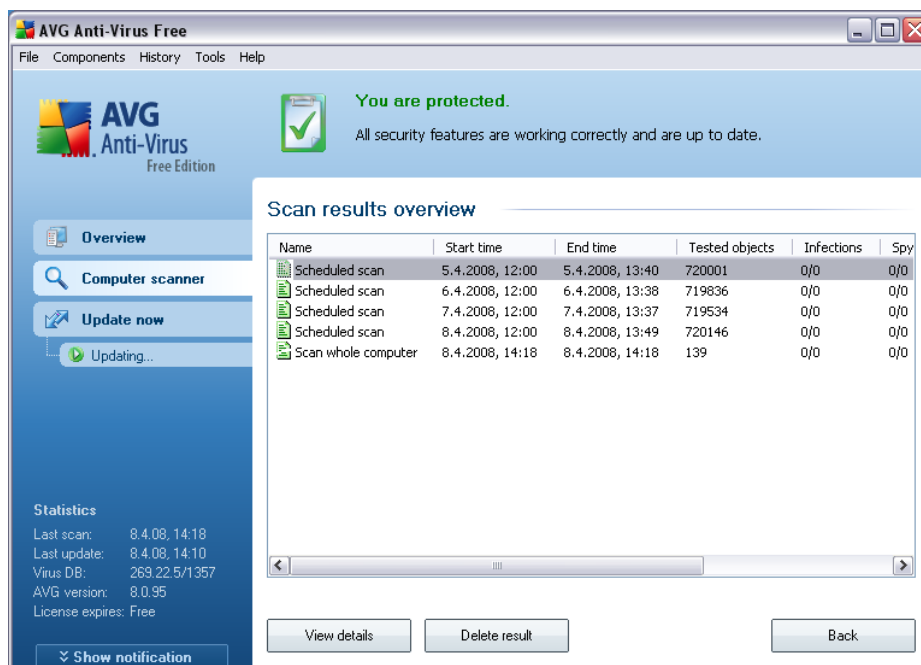 AVG Anti-Virus Free
File Components History Tools Help
AVG
Anti-Virus
Free Edition
You are protected.
All security features are working correctly and are up to date.
Overview
Computer scanner
Update now
Updating...
Scan results overview
Name Start time End time Tested objects Infections Spy
Scheduled scan 5.4.2008, 12:00 5.4.2008, 13:40 720001 0/0 0/0
Scheduled scan 6.4.2008, 12:00 6.4.2008, 13:38 719836 0/0 0/0
Scheduled scan 7.4.2008, 12:00 7.4.2008, 13:37 719534 0/0 0/0
Scheduled scan 8.4.2008, 12:00 8.4.2008, 13:49 720146 0/0 0/0
Scan whole computer 8.4.2008, 14:18 8.4.2008, 14:18 139 0/0 0/0
Statistics
Last scan: 8.4.08, 14:18
Last update: 8.4.08, 14:10
Virus DB: 269.22.5/1357
AVG version: 8.0.95
License expires: Free
Show notification
View details Delete result Back